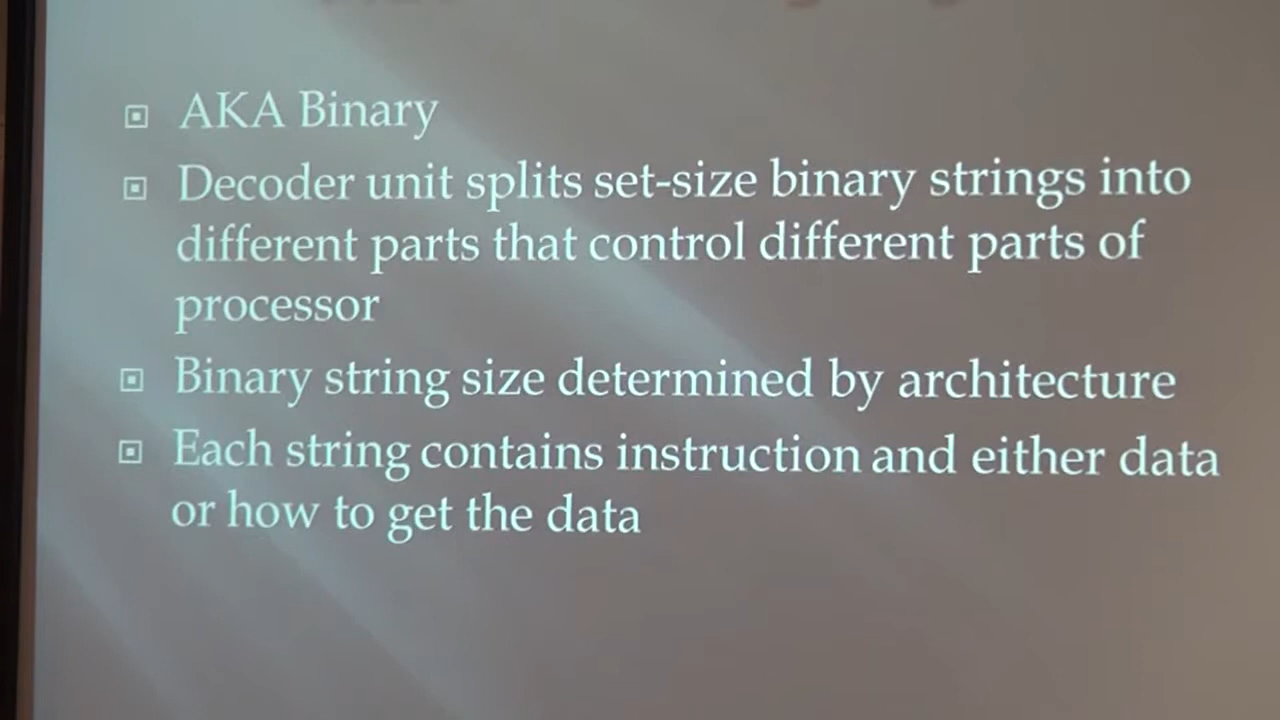 AKA Binary
Decoder unit splits set-size binary strings into
different parts that control different parts of
processor
Binary string size determined by architecture
Each string contains instruction and either data
or how to get the data